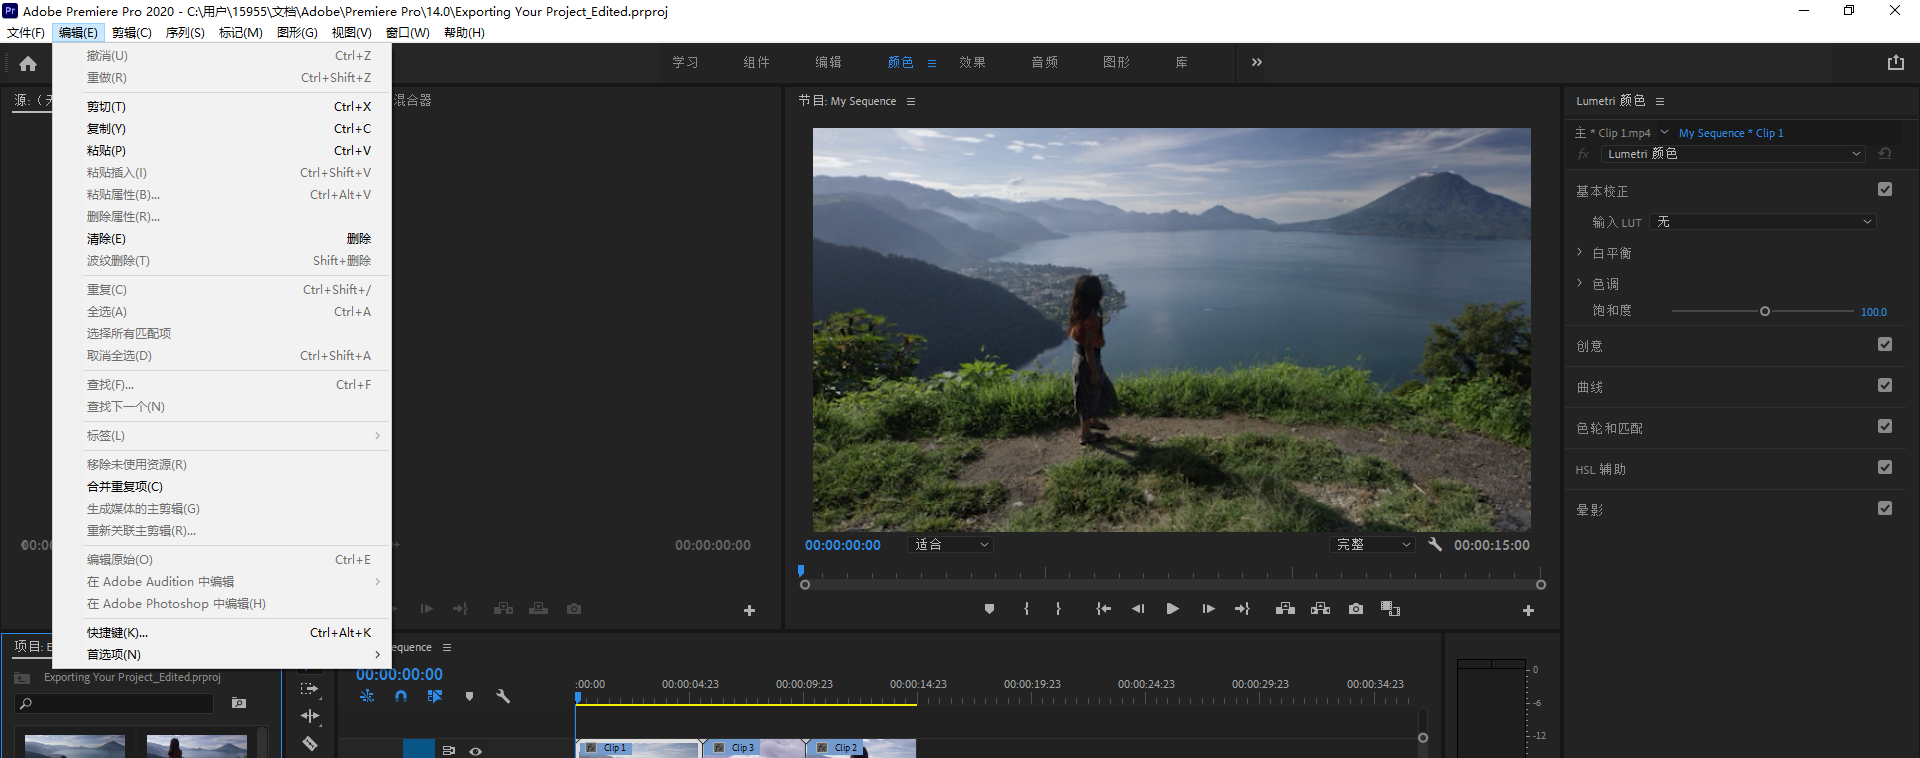 Adobe Premiere Pro 2020 - C:\用户\15955\文档\Adobe\Premiere Pro\14.0\Exporting Your Project_Edited.prproj
文件(F) 编辑(E) 剪辑(C) 序列(S) 标记(M) 图形(G) 视图(V) 窗口(W) 帮助(H)
撤消(U) Ctrl+Z
重做(R) Ctrl+Shift+Z
剪切(T) Ctrl+X
复制(Y) Ctrl+C
粘贴(P) Ctrl+V
粘贴插入(I) Ctrl+Shift+V
粘贴属性(B)... Ctrl+Alt+V
删除属性(R)...
清除(E) 删除
波纹删除(T) Shift+删除
重复(C) Ctrl+Shift+/
全选(A) Ctrl+A
选择所有匹配项
取消全选(D) Ctrl+Shift+A
查找(F)... Ctrl+F
查找下一个(N)
标签(L)
移除未使用资源(R)
合并重复项(C)
生成媒体的主剪辑(G)
重新关联主剪辑(R)...
编辑原始(O) Ctrl+E
在 Adobe Audition 中编辑
在 Adobe Photoshop 中编辑(H)
快捷键(K)... Ctrl+Alt+K
首选项(N)
学习 组件 编辑 颜色 效果 音频 图形 库
源:（无
混合器
00:00
00:00:00:00
节目: My Sequence
00:00:00:00 适合 完整 00:00:15:00
Lumetri 颜色
主 * Clip 1.mp4 My Sequence * Clip 1
fx Lumetri 颜色
基本校正
输入 LUT 无
白平衡
色调
饱和度 100.0
创意
曲线
色轮和匹配
HSL 辅助
晕影
项目: E
Exporting Your Project_Edited.prproj
equence
00:00:00:00
:00:00 00:00:04:23 00:00:09:23 00:00:14:23 00:00:19:23 00:00:24:23 00:00:29:23 00:00:34:23
fx Clip 1 fx Clip 3 fx Clip 2
0
-6
-12